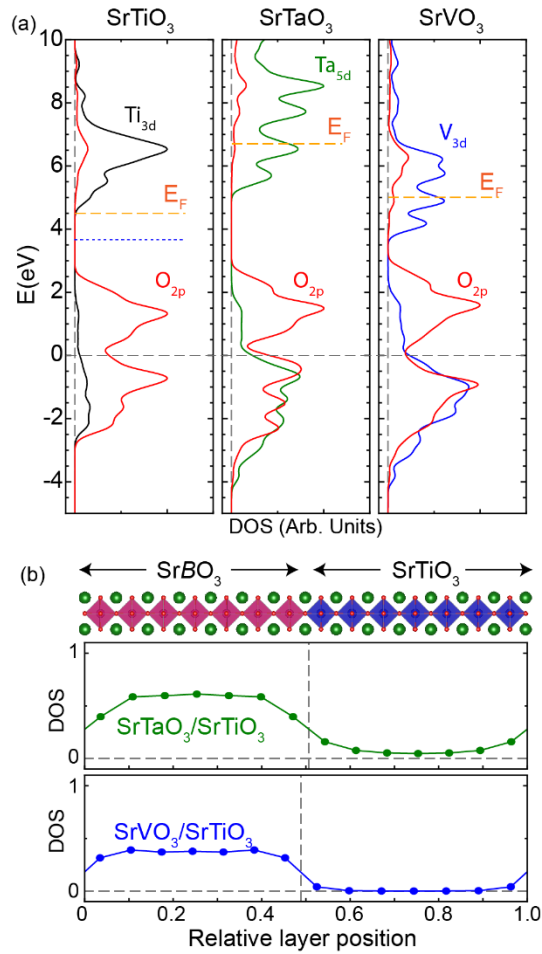 (a)
SrTiO3 SrTaO3 SrVO3
10
8
6
4
2
0
-2
-4
E(eV)
Ti3d
EF
O2p
Ta5d
EF
O2p
V3d
EF
O2p
DOS (Arb. Units)
(b)
SrBO3 SrTiO3
1
0
DOS
SrTaO3/SrTiO3
1
0
DOS
SrVO3/SrTiO3
0 0.2 0.4 0.6 0.8 1.0
Relative layer position